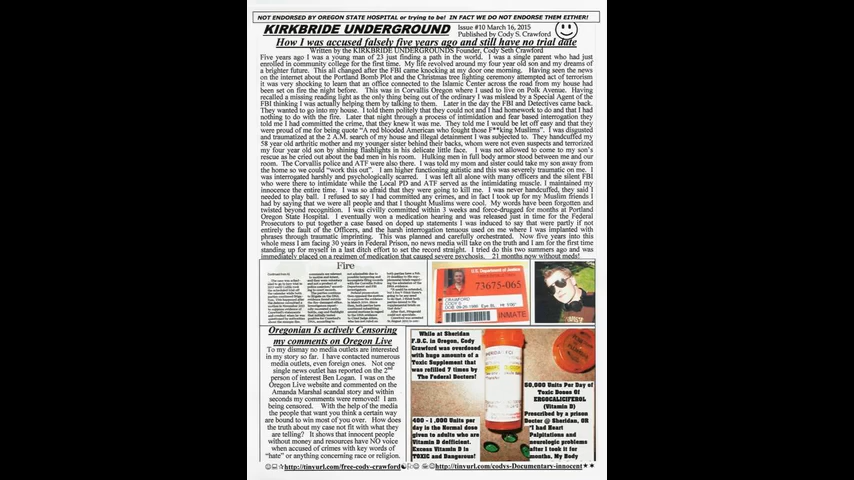 NOT ENDORSED BY OREGON STATE HOSPITAL or trying to be! IN FACT WE DO NOT ENDORSE THEM EITHER!
KIRKBRIDE UNDERGROUND
Issue #10 March 16, 2015
Published by Cody S. Crawford
How I was accused falsely five years ago and still have no trial date
Written by the KIRKBRIDE UNDERGROUNDS Founder, Cody Seth Crawford
Five years ago I was a young man of 23 just finding a path in the world. I was a single parent who had just
enrolled in community college for the first time. My life revolved around my four year old son and my dreams of
a brighter future. This all changed after the FBI came knocking at my door one morning. Having seen the news
on the internet about the Portland Bomb Plot and the Christmas tree lighting ceremony attempted act of terrorism
it was very shocking to learn that an office connected to the Islamic Center across the road from my house had
been set on fire the night before. This was in Corvallis Oregon where I used to live on Polk Avenue. Having
recalled a missing reading light as the only thing being out of the ordinary I was mislead by a Special Agent of the
FBI thinking I was actually helping them by talking to them. Later in the day the FBI and Detectives came back.
They wanted to go into my house. I told them politely that they could not and I had homework to do and that I had
nothing to do with the fire. Later that night through a process of intimidation and fear based interrogation they
told me I had committed the crime, that they knew it was me. They told me I would be let off easy and that they
were proud of me for being quote "A red blooded American who fought those F**king Muslims". I was disgusted
and traumatized at the 2 A.M. search of my house and illegal detainment I was subjected to. They handcuffed my
58 year old arthritic mother and my younger sister behind their backs, whom were not even suspects and terrorized
my four year old son by shining flashlights in his delicate little face. I was not allowed to come to my son's
rescue as he cried out about the bad men in his room. Hulking men in full body armor stood between me and our
room. The Corvallis police and ATF were also there. I was told my mom and sister could take my son away from
the home so we could "work this out". I am higher functioning autistic and this was severely traumatic on me. I
was interrogated harshly and psychologically scarred. I was left all alone with many officers and the silent FBI
who were there to intimidate while the Local PD and ATF served as the intimidating muscle. I maintained my
innocence the entire time. I was so afraid that they were going to kill me. I was never handcuffed, they said I
needed to play ball. I refused to say I had committed any crimes, and in fact I took up for my Muslim friends I
had by saying that we were all people and that I thought Muslims were cool. My words have been forgotten and
twisted beyond recognition. I was civilly committed within 3 weeks and force-drugged for months at Portland
Oregon State Hospital. I eventually won a medication hearing and was released just in time for the Federal
Prosecutors to put together a case based on doped up statements I was induced to say that were partly if not
entirely the fault of the Officers, and the harsh interrogation tenuous used on me where I was implanted with
phrases through traumatic imprinting. This was planned and carefully orchestrated. Now five years into this
whole mess I am facing 30 years in Federal Prison, no news media will take on the truth and I am for the first time
standing up for myself in a last ditch effort to set the record straight. I tried do this two summers ago and was
immediately placed on a regimen of medication that caused severe psychosis. 21 months now without meds!
Fire
U.S. Department of Justice
73675-065
CRAWFORD
CODY S
INMATE
Oregonian Is actively Censoring
my comments on Oregon Live
To my dismay no media outlets are interested
in my story so far. I have contacted numerous
media outlets, even foreign ones. Not one
single news outlet has reported on the 2nd
person of interest Ben Logan. I was on the
Oregon Live website and commented on the
Amanda Marshal scandal story and within
seconds my comments were removed! I am
being censored. With the help of the media
the people that want you think a certain way
are bound to win most of you over. How does
the truth about my case not fit with what they
are telling? It shows that innocent people
without money and resources have NO voice
when accused of crimes with key words of
"hate" or anything concerning race or religion.
While at Sheridan
F.D.C. in Oregon, Cody
Crawford was overdosed
with huge amounts of a
Toxic Supplement that
was refilled 7 times by
The Federal Doctors!
400 - 1,000 Units per
day is the Normal dose
given to adults who are
Vitamin D deficient.
Excess Vitamin D is
TOXIC and Dangerous!
50,000 Units Per Day of
Toxic Doses Of
ERGOCALICIFEROL
(Vitamin D)
Prescribed by a prison
Docter @ Sheridan, OR
"I had Heart
Palpitations and
neurologic problems
after I took it for
months. My Body
http://tinyurl.com/free-cody-crawford
http://tinyurl.com/codys-Documentary-innocent